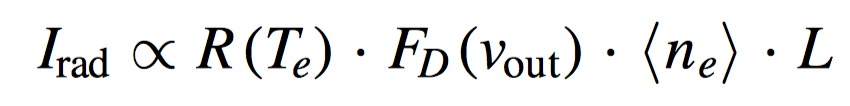 I_rad ∝ R(T_e) · F_D(v_out) · ⟨n_e⟩ · L